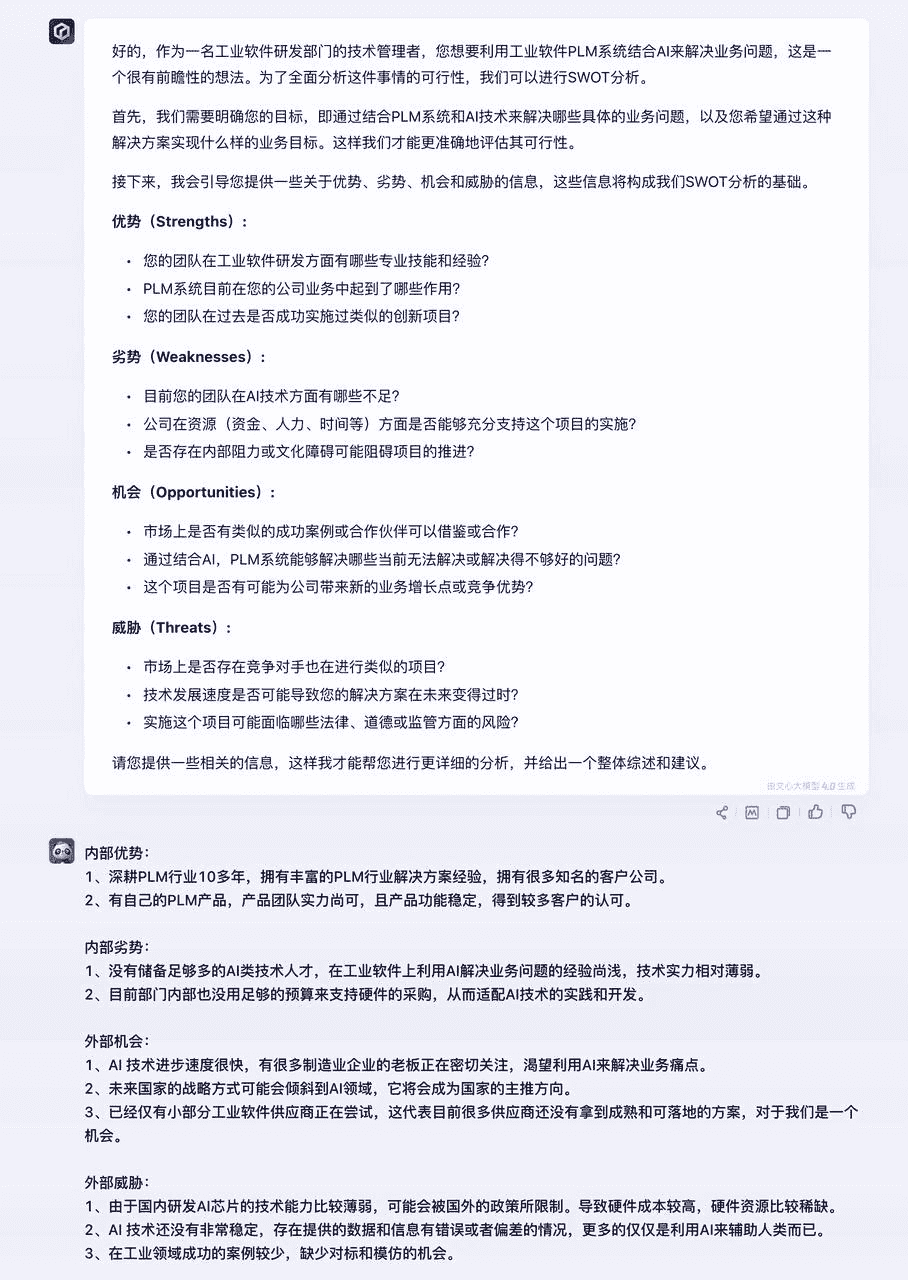 好的，作为一名工业软件研发部门的技术管理者，您想要利用工业软件PLM系统结合AI来解决业务问题，这是一
个很有前瞻性的想法。为了全面分析这件事情的可行性，我们可以进行SWOT分析。
首先，我们需要明确您的目标，即通过结合PLM系统和AI技术来解决哪些具体的业务问题，以及您希望通过这种
解决方案实现什么样的业务目标。这样我们才能更准确地评估其可行性。
接下来，我会引导您提供一些关于优势、劣势、机会和威胁的信息，这些信息将构成我们SWOT分析的基础。
优势（Strengths）:
• 您的团队在工业软件研发方面有哪些专业技能和经验?
• PLM系统目前在您的公司业务中起到了哪些作用?
• 您的团队在过去是否成功实施过类似的创新项目?
劣势（Weaknesses）:
• 目前您的团队在AI技术方面有哪些不足?
• 公司在资源（资金、人力、时间等）方面是否能够充分支持这个项目的实施?
• 是否存在内部阻力或文化障碍可能阻碍项目的推进?
机会（Opportunities）:
• 市场上是否有类似的成功案例或合作伙伴可以借鉴或合作?
• 通过结合AI，PLM系统能够解决哪些当前无法解决或解决得不够好的问题?
• 这个项目是否有可能为公司带来新的业务增长点或竞争优势?
威胁（Threats）:
• 市场上是否存在竞争对手也在进行类似的项目?
• 技术发展速度是否可能导致您的解决方案在未来变得过时?
• 实施这个项目可能面临哪些法律、道德或监管方面的风险?
请您提供一些相关的信息，这样我才能帮您进行更详细的分析，并给出一个整体综述和建议。
由文心大模型 4.0 生成
内部优势：
1、深耕PLM行业10多年，拥有丰富的PLM行业解决方案经验，拥有很多知名的客户公司。
2、有自己的PLM产品，产品团队实力尚可，且产品功能稳定，得到较多客户的认可。
内部劣势：
1、没有储备足够多的AI类技术人才，在工业软件上利用AI解决业务问题的经验尚浅，技术实力相对薄弱。
2、目前部门内部也没用足够的预算来支持硬件的采购，从而适配AI技术的实践和开发。
外部机会：
1、AI 技术进步速度很快，有很多制造业企业的老板正在密切关注，渴望利用AI来解决业务痛点。
2、未来国家的战略方式可能会倾斜到AI领域，它将会成为国家的主推方向。
3、已经仅有小部分工业软件供应商正在尝试，这代表目前很多供应商还没有拿到成熟和可落地的方案，对于我们是一个
机会。
外部威胁：
1、由于国内研发AI芯片的技术能力比较薄弱，可能会被国外的政策所限制。导致硬件成本较高，硬件资源比较稀缺。
2、AI 技术还没有非常稳定，存在提供的数据和信息有错误或者偏差的情况，更多的仅仅是利用AI来辅助人类而已。
3、在工业领域成功的案例较少，缺少对标和模仿的机会。